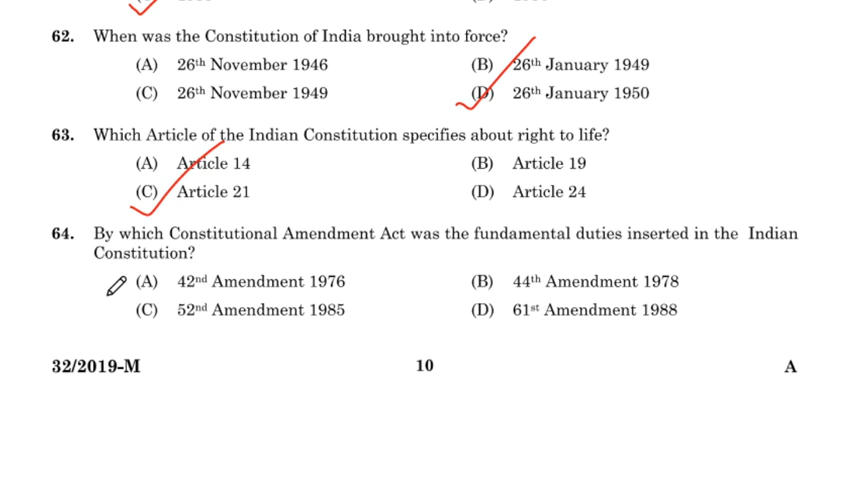 62. When was the Constitution of India brought into force?
(A) 26th November 1946 (B) 26th January 1949
(C) 26th November 1949 (D) 26th January 1950
63. Which Article of the Indian Constitution specifies about right to life?
(A) Article 14 (B) Article 19
(C) Article 21 (D) Article 24
64. By which Constitutional Amendment Act was the fundamental duties inserted in the Indian
Constitution?
(A) 42nd Amendment 1976 (B) 44th Amendment 1978
(C) 52nd Amendment 1985 (D) 61st Amendment 1988
32/2019-M 10 A